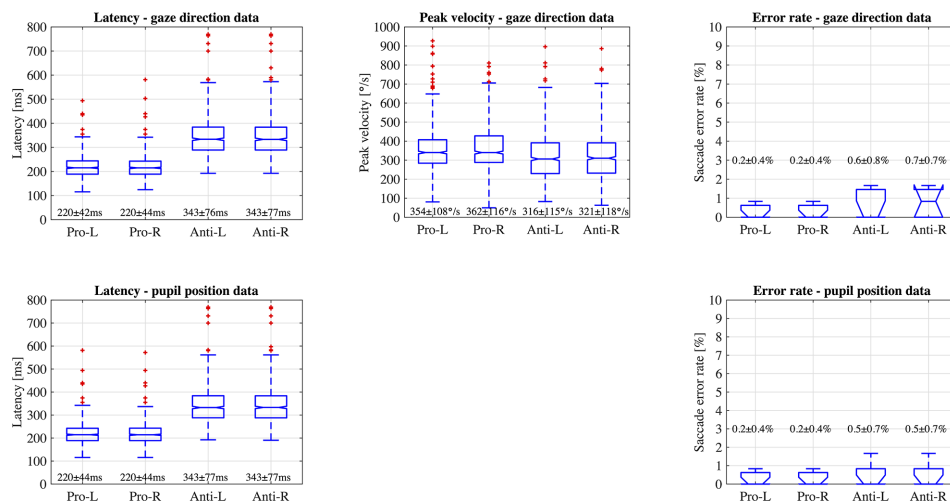 Latency - gaze direction data
Latency [ms]
800
700
600
500
400
300
200
100
0
220±42ms 220±44ms 343±76ms 343±77ms
Pro-L Pro-R Anti-L Anti-R
Peak velocity - gaze direction data
Peak velocity [°/s]
1000
900
800
700
600
500
400
300
200
100
0
354±108°/s 362±116°/s 316±115°/s 321±118°/s
Pro-L Pro-R Anti-L Anti-R
Error rate - gaze direction data
Saccade error rate [%]
10
9
8
7
6
5
4
3
2
1
0
0.2±0.4% 0.2±0.4% 0.6±0.8% 0.7±0.7%
Pro-L Pro-R Anti-L Anti-R
Latency - pupil position data
Latency [ms]
800
700
600
500
400
300
200
100
0
220±44ms 220±44ms 343±77ms 343±77ms
Pro-L Pro-R Anti-L Anti-R
Error rate - pupil position data
Saccade error rate [%]
10
9
8
7
6
5
4
3
2
1
0
0.2±0.4% 0.2±0.4% 0.5±0.7% 0.5±0.7%
Pro-L Pro-R Anti-L Anti-R